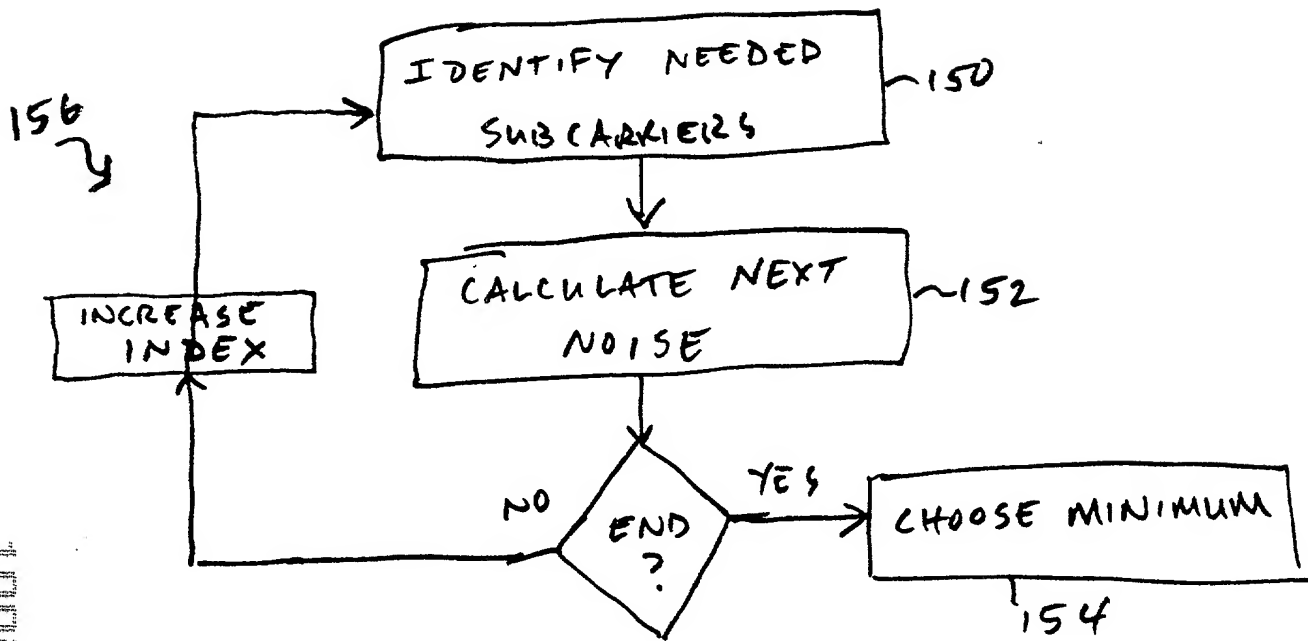 IDENTIFY NEEDED
SUBCARRIERS
150
156
CALCULATE NEXT
NOISE
152
INCREASE
INDEX
NO
END
?
YES
CHOOSE MINIMUM
154